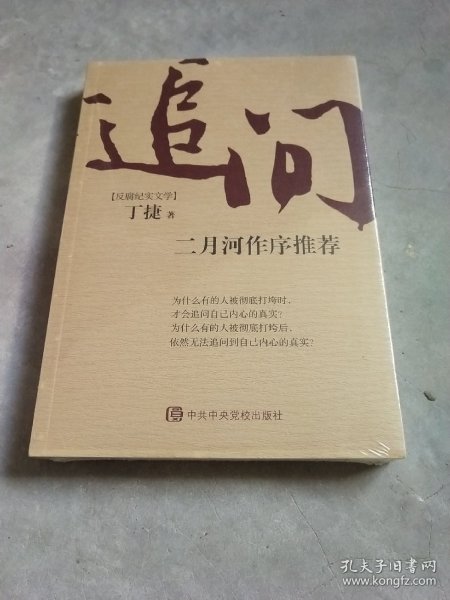 追问
【反腐纪实文学】
丁捷 著
二月河作序推荐
为什么有的人被彻底打垮时，
才会追问自己内心的真实？
为什么有的人被彻底打垮后，
依然无法追问到自己内心的真实？
中共中央党校出版社
孔夫子旧书网
www.kongfz.com